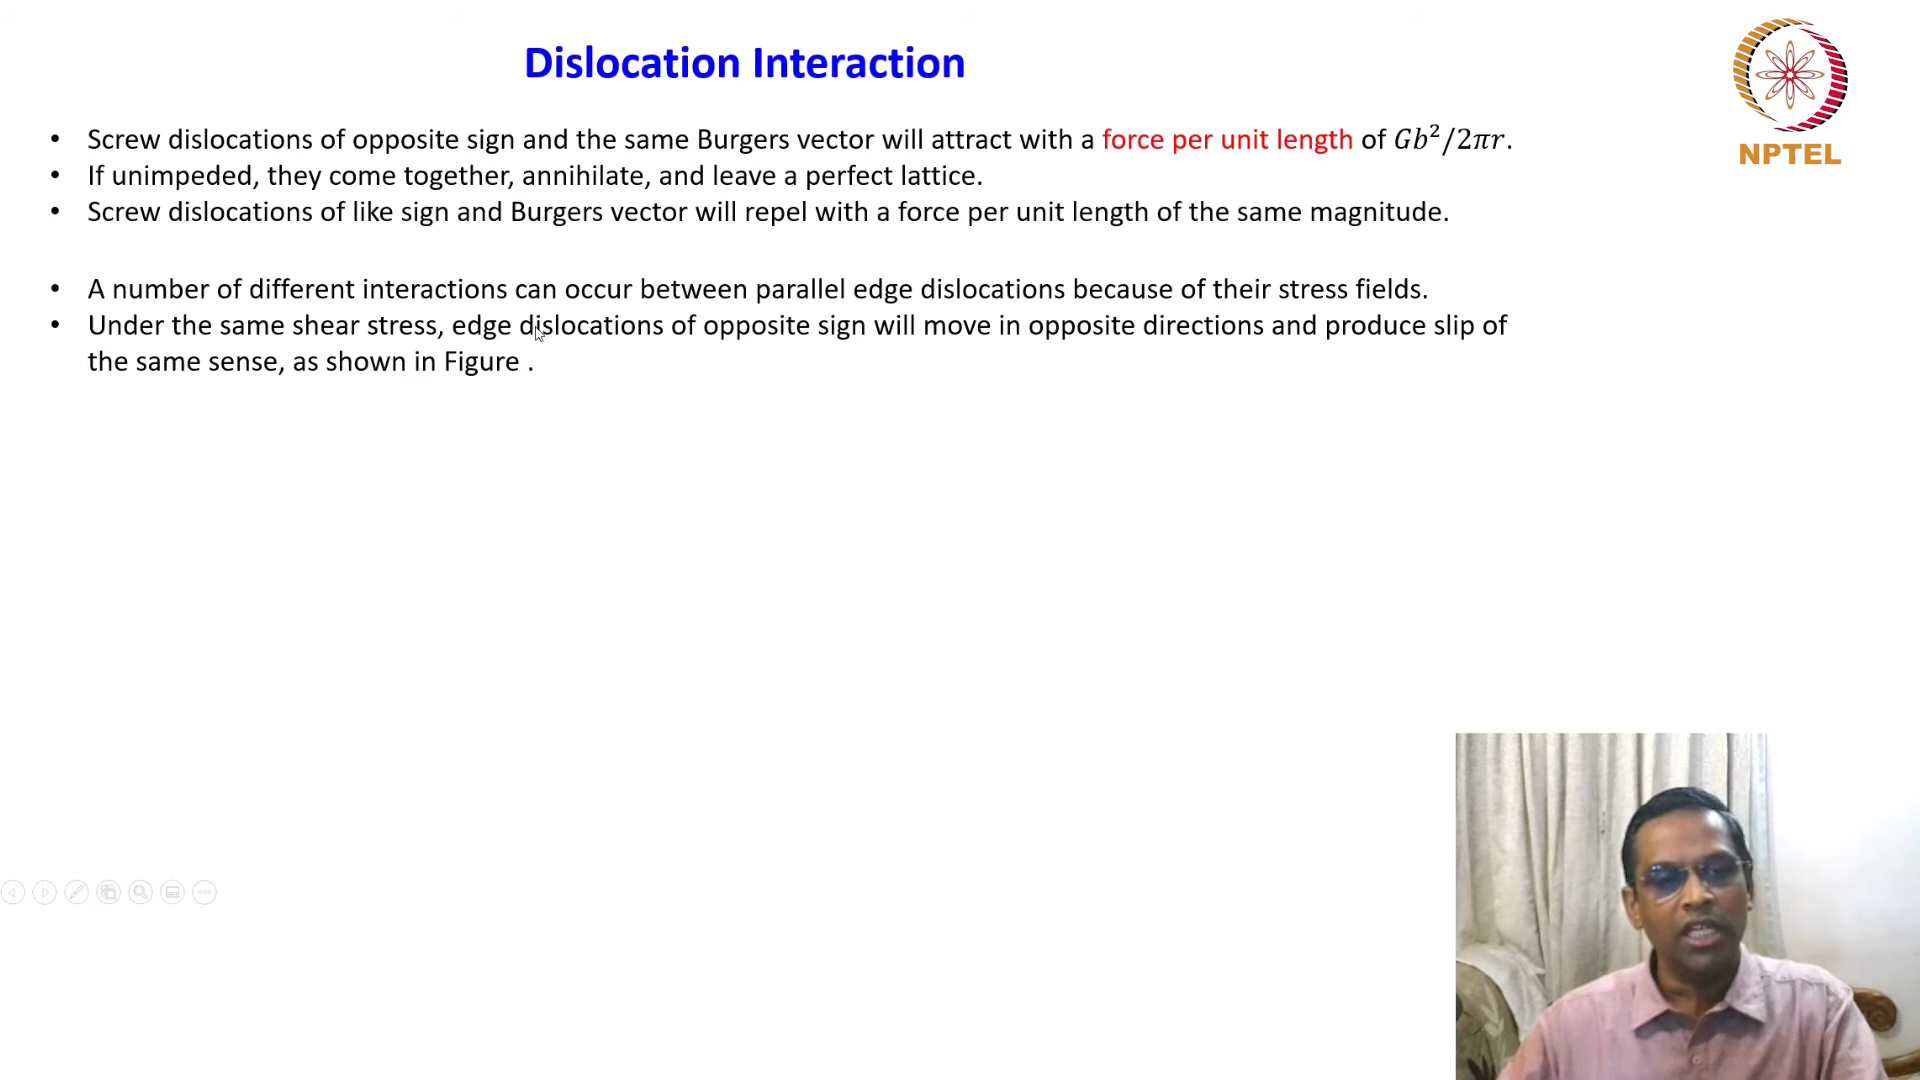 Dislocation Interaction
NPTEL
• Screw dislocations of opposite sign and the same Burgers vector will attract with a force per unit length of Gb²/2πr.
• If unimpeded, they come together, annihilate, and leave a perfect lattice.
• Screw dislocations of like sign and Burgers vector will repel with a force per unit length of the same magnitude.
• A number of different interactions can occur between parallel edge dislocations because of their stress fields.
• Under the same shear stress, edge dislocations of opposite sign will move in opposite directions and produce slip of
the same sense, as shown in Figure .